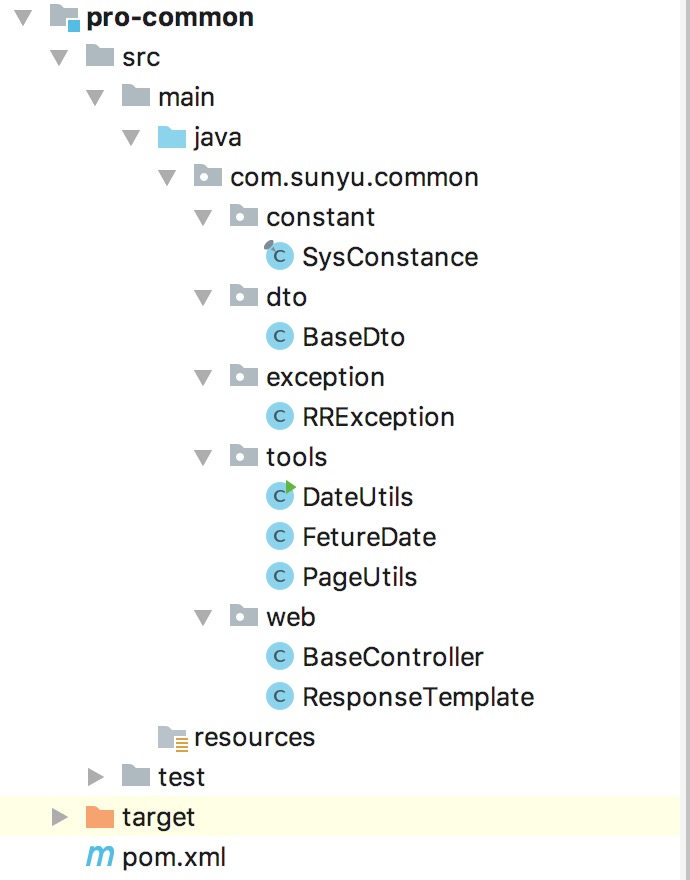 pro-common
src
main
java
com.sunyu.common
constant
SysConstance
dto
BaseDto
exception
RRException
tools
DateUtils
FetureDate
PageUtils
web
BaseController
ResponseTemplate
resources
test
target
pom.xml